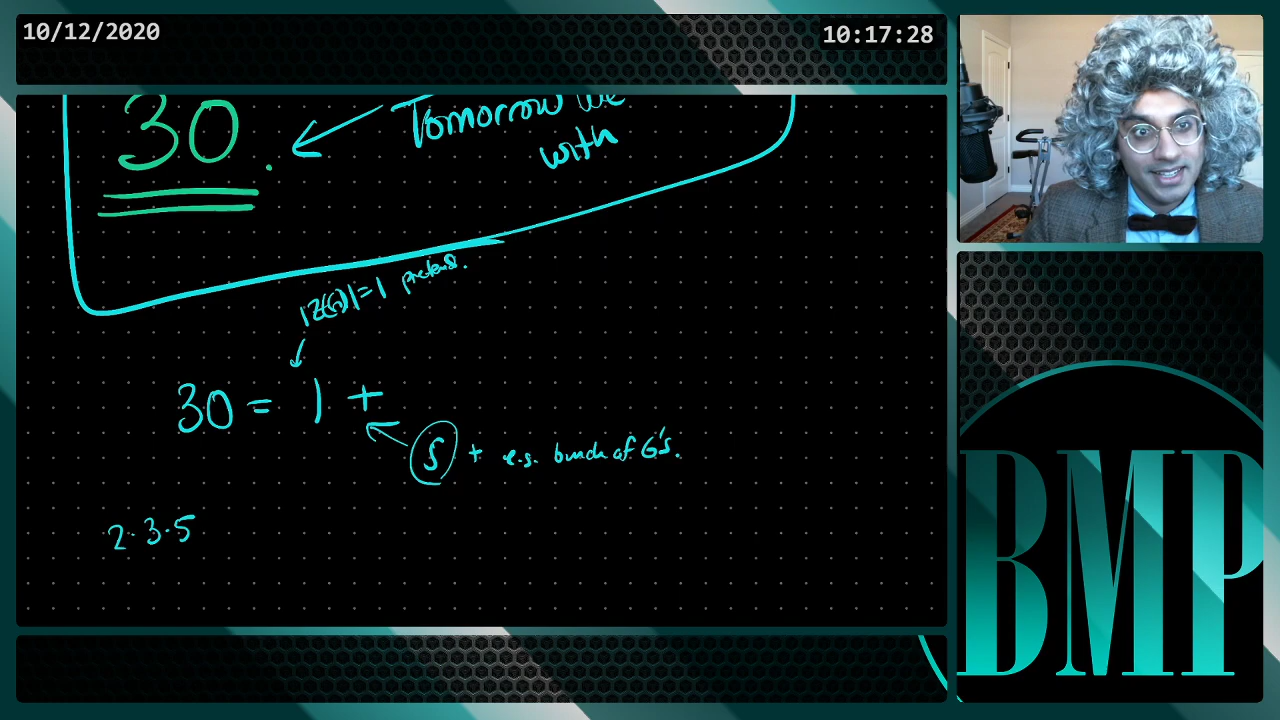 10/12/2020
10:17:28
30.
Tomorrow we
with
|Z(G)|=1
30 = 1 +
5 + e.g. bunch of 6's.
2·3·5
BMP